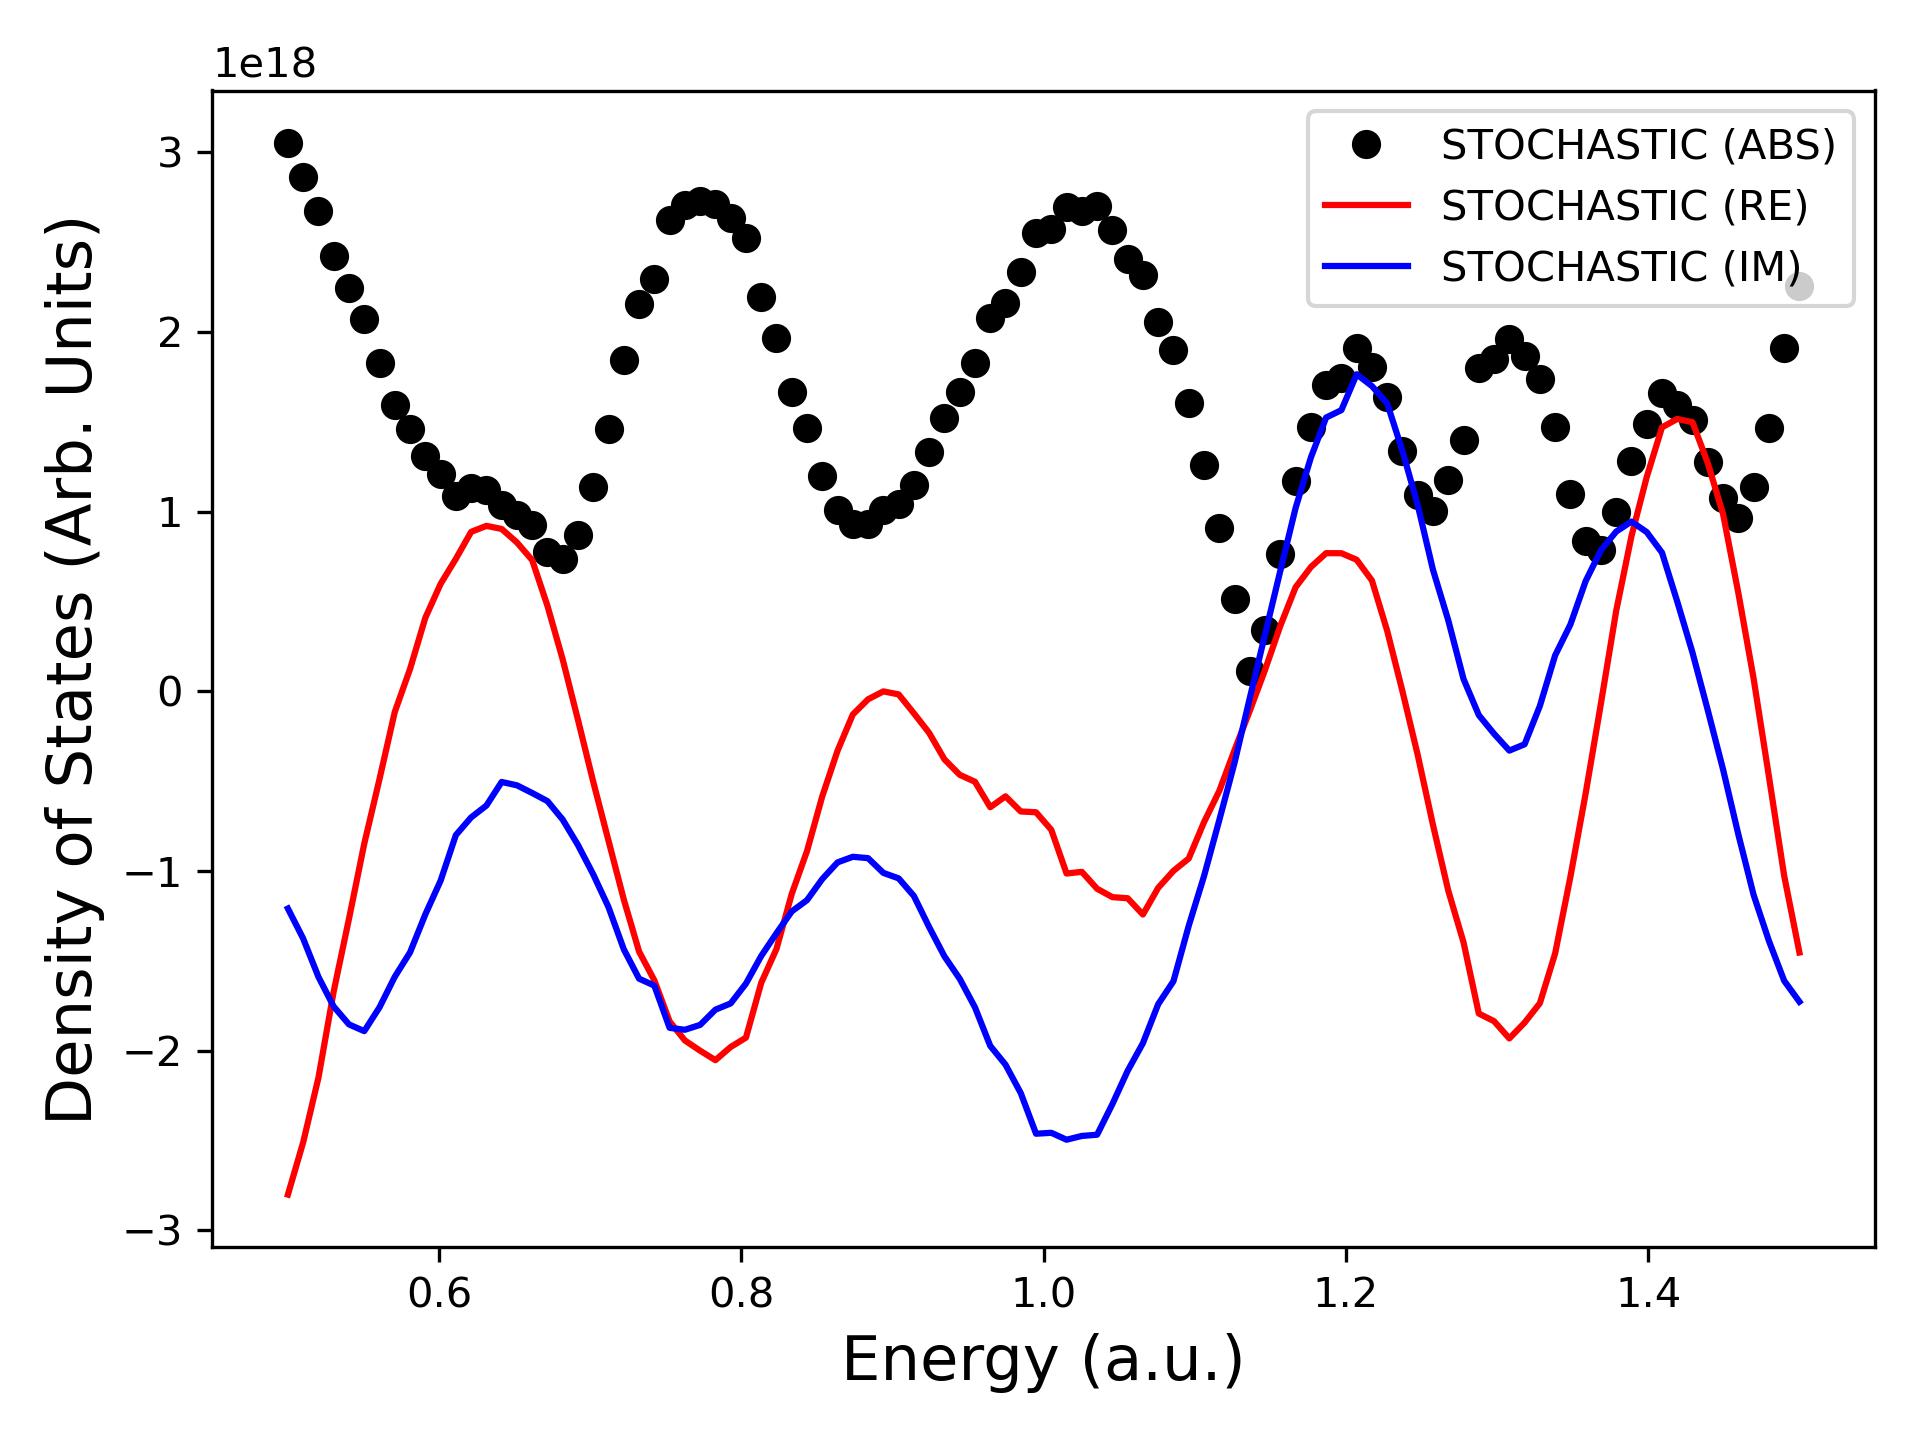 1e18
3
2
1
0
−1
−2
−3
Density of States (Arb. Units)
STOCHASTIC (ABS)
STOCHASTIC (RE)
STOCHASTIC (IM)
0.6 0.8 1.0 1.2 1.4
Energy (a.u.)